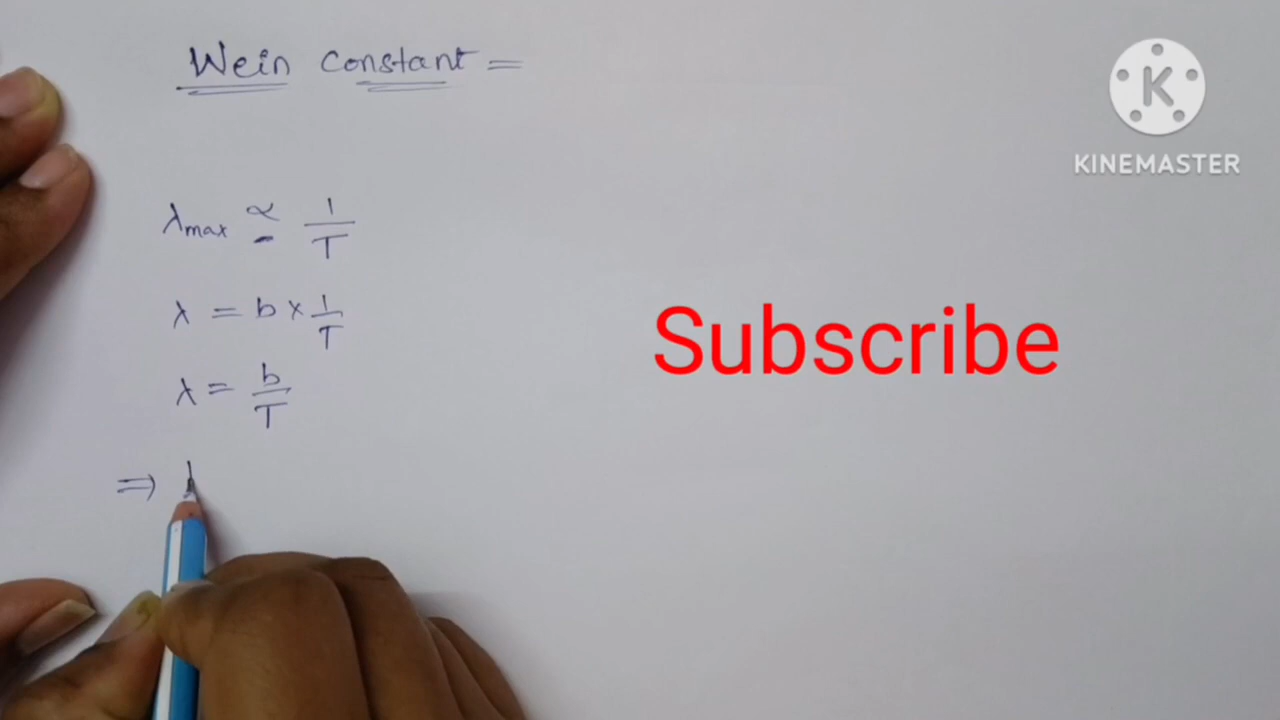 Wein constant =
KINEMASTER
λmax ∝ 1/T
λ = b × 1/T
Subscribe
λ = b/T
⇒